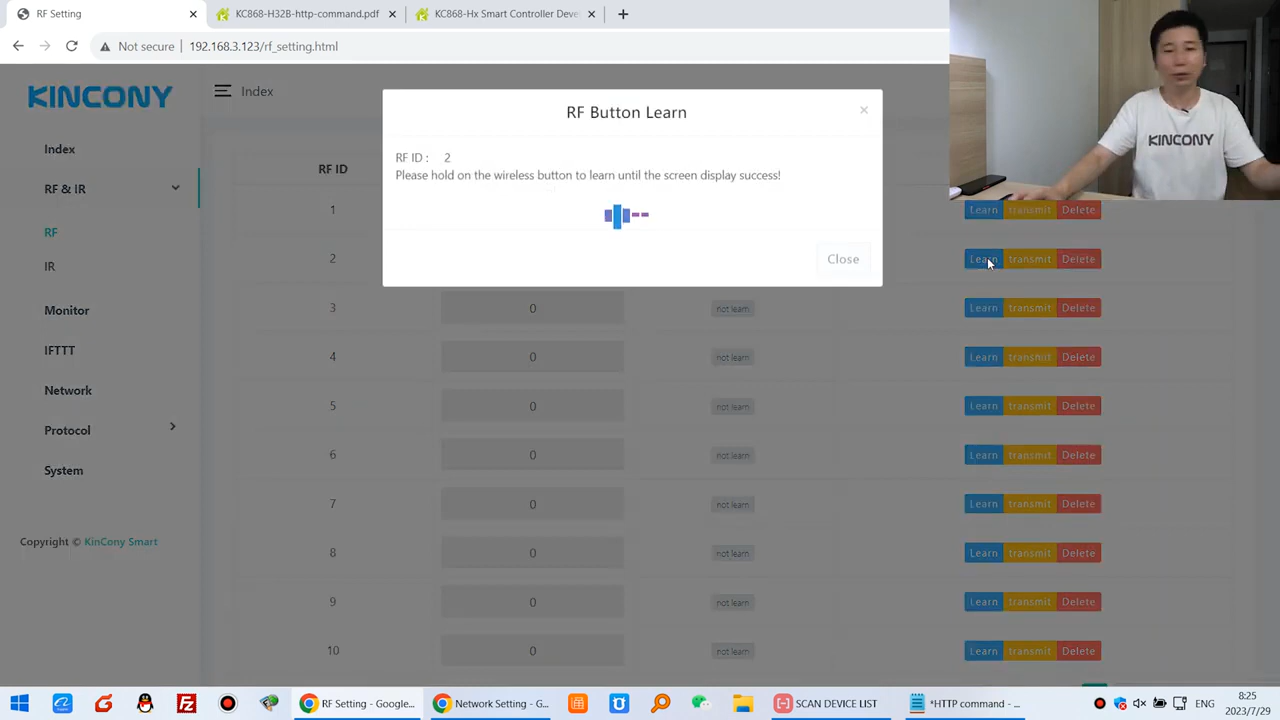 RF Setting
KC868-H32B-http-command.pdf
KC868-Hx Smart Controller Deve
Not secure
192.168.3.123/rf_setting.html
KINCONY
Index
RF Button Learn
RF ID : 2
Please hold on the wireless button to learn until the screen display success!
Close
KINCONY
Index
RF & IR
RF
IR
Monitor
IFTTT
Network
Protocol
System
Copyright © KinCony Smart
RF ID
1 Learn transmit Delete
2 Learn transmit Delete
3 0 not learn Learn transmit Delete
4 0 not learn Learn transmit Delete
5 0 not learn Learn transmit Delete
6 0 not learn Learn transmit Delete
7 0 not learn Learn transmit Delete
8 0 not learn Learn transmit Delete
9 0 not learn Learn transmit Delete
10 0 not learn Learn transmit Delete
RF Setting - Google...
Network Setting - G...
SCAN DEVICE LIST
*HTTP command - ...
ENG
8:25
2023/7/29